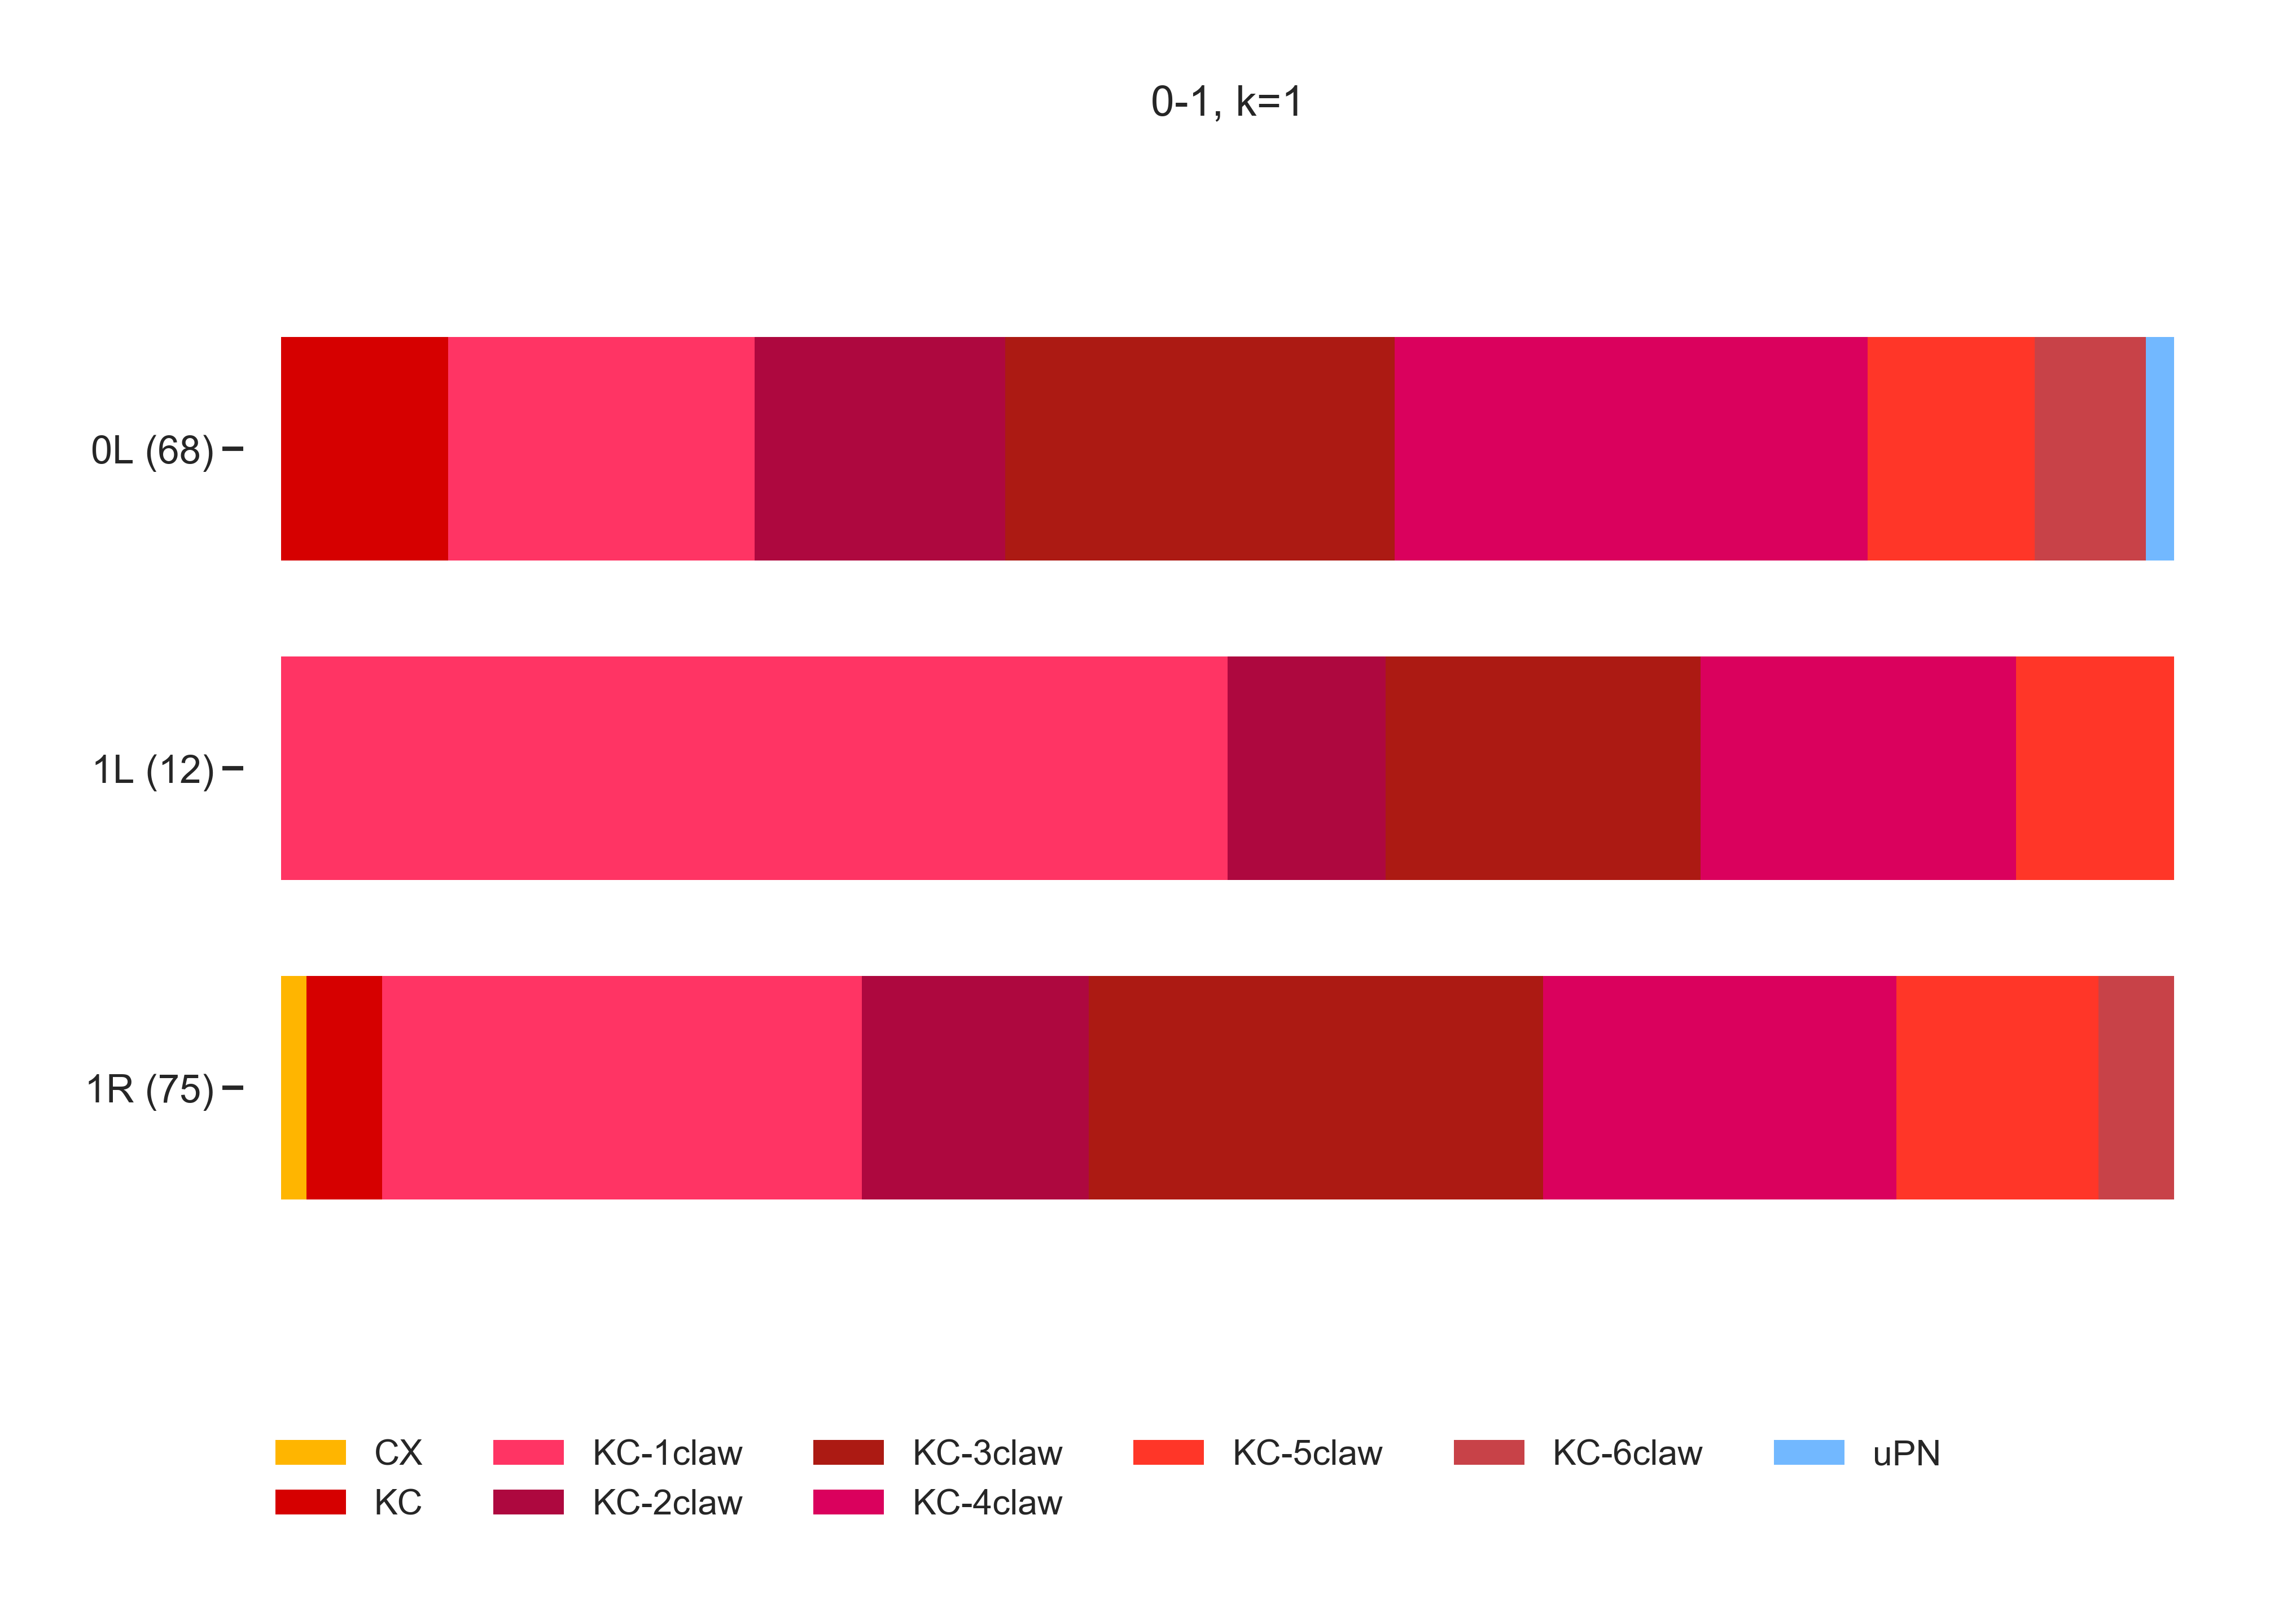 0-1, k=1
0L (68)
1L (12)
1R (75)
CX KC-1claw KC-3claw KC-5claw KC-6claw uPN
KC KC-2claw KC-4claw